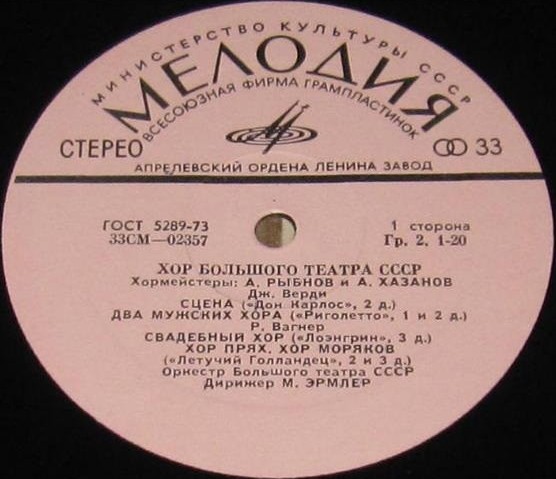 МИНИСТЕРСТВО КУЛЬТУРЫ СССР
МЕЛОДИЯ
ВСЕСОЮЗНАЯ ФИРМА ГРАМПЛАСТИНОК
СТЕРЕО 33
АПРЕЛЕВСКИЙ ОРДЕНА ЛЕНИНА ЗАВОД
ГОСТ 5289-73 1 сторона
33СМ—02357 Гр. 2, 1-20
ХОР БОЛЬШОГО ТЕАТРА СССР
Хормейстеры: А. РЫБНОВ и А. ХАЗАНОВ
Дж. Верди
СЦЕНА («Дон Карлос», 2 д.)
ДВА МУЖСКИХ ХОРА («Риголетто», 1 и 2 д.)
Р. Вагнер
СВАДЕБНЫЙ ХОР («Лоэнгрин», 3 д.)
ХОР ПРЯХ, ХОР МОРЯКОВ
(«Летучий Голландец», 2 и 3 д.)
Оркестр Большого театра СССР
Дирижер М. ЭРМЛЕР